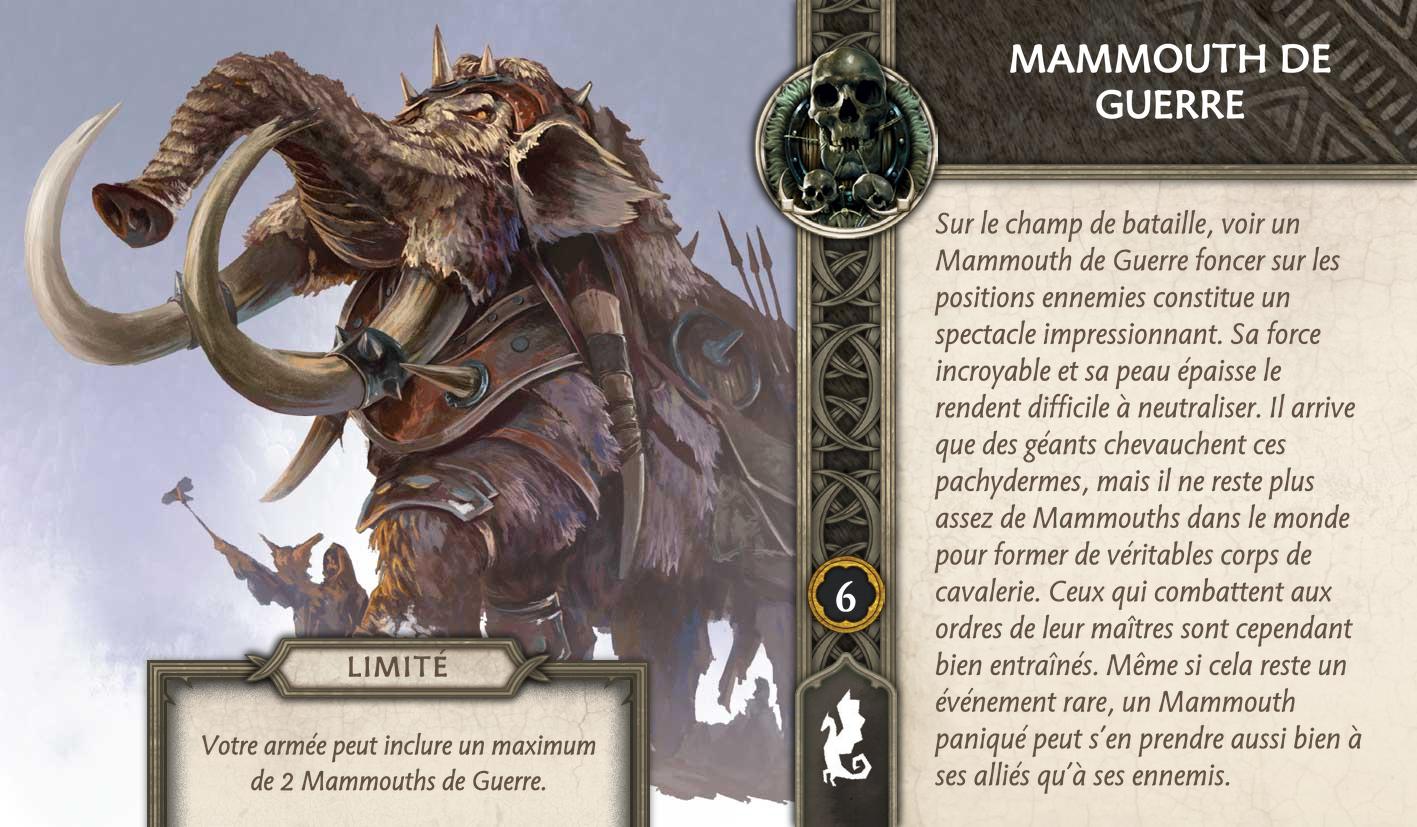 MAMMOUTH DE
GUERRE
Sur le champ de bataille, voir un
Mammouth de Guerre foncer sur les
positions ennemies constitue un
spectacle impressionnant. Sa force
incroyable et sa peau épaisse le
rendent difficile à neutraliser. Il arrive
que des géants chevauchent ces
pachydermes, mais il ne reste plus
assez de Mammouths dans le monde
pour former de véritables corps de
cavalerie. Ceux qui combattent aux
ordres de leur maîtres sont cependant
bien entraînés. Même si cela reste un
événement rare, un Mammouth
paniqué peut s'en prendre aussi bien à
ses alliés qu'à ses ennemis.
6
LIMITÉ
Votre armée peut inclure un maximum
de 2 Mammouths de Guerre.